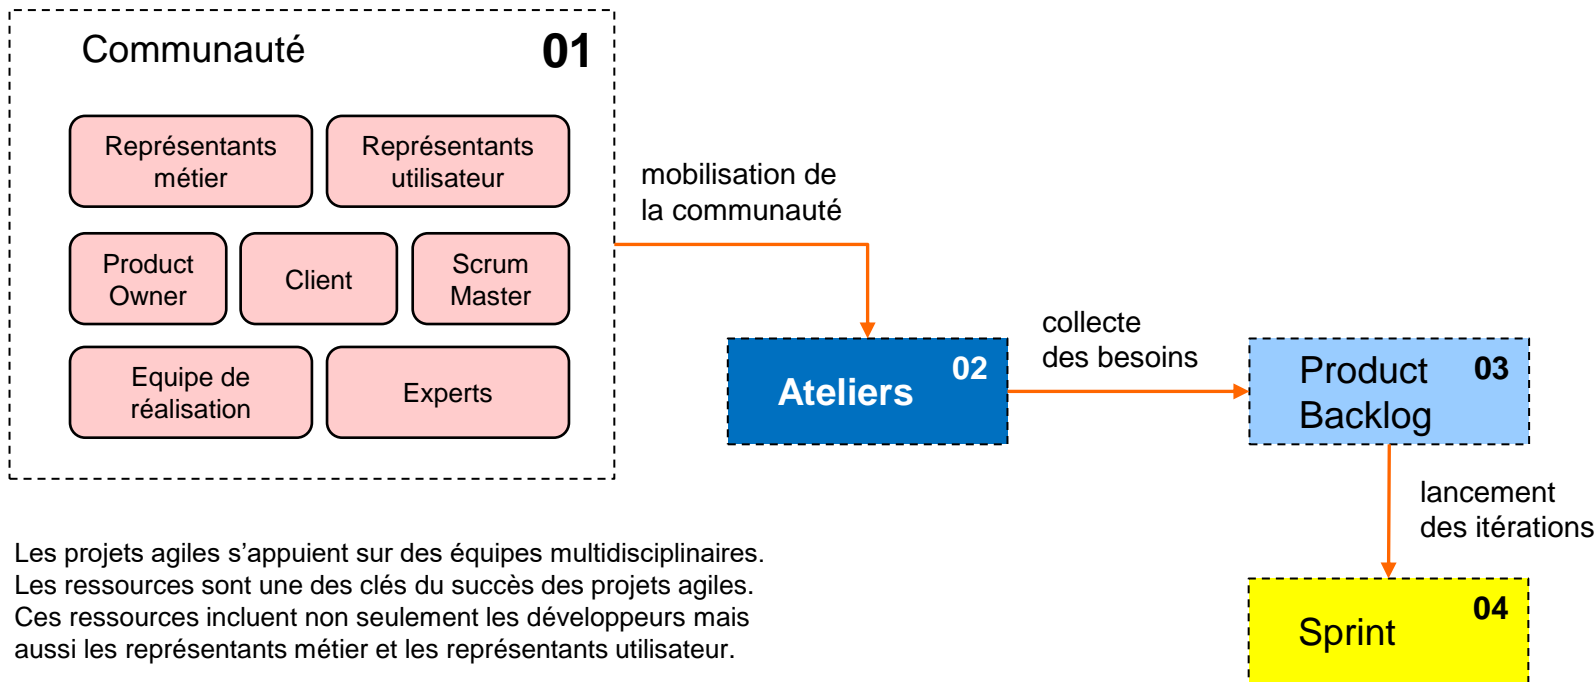 Communauté 01
Représentants
métier
Représentants
utilisateur
Product
Owner
Client
Scrum
Master
Equipe de
réalisation
Experts
mobilisation de
la communauté
Ateliers 02
collecte
des besoins
Product 03
Backlog
lancement
des itérations
Sprint 04
Les projets agiles s’appuient sur des équipes multidisciplinaires.
Les ressources sont une des clés du succès des projets agiles.
Ces ressources incluent non seulement les développeurs mais
aussi les représentants métier et les représentants utilisateur.